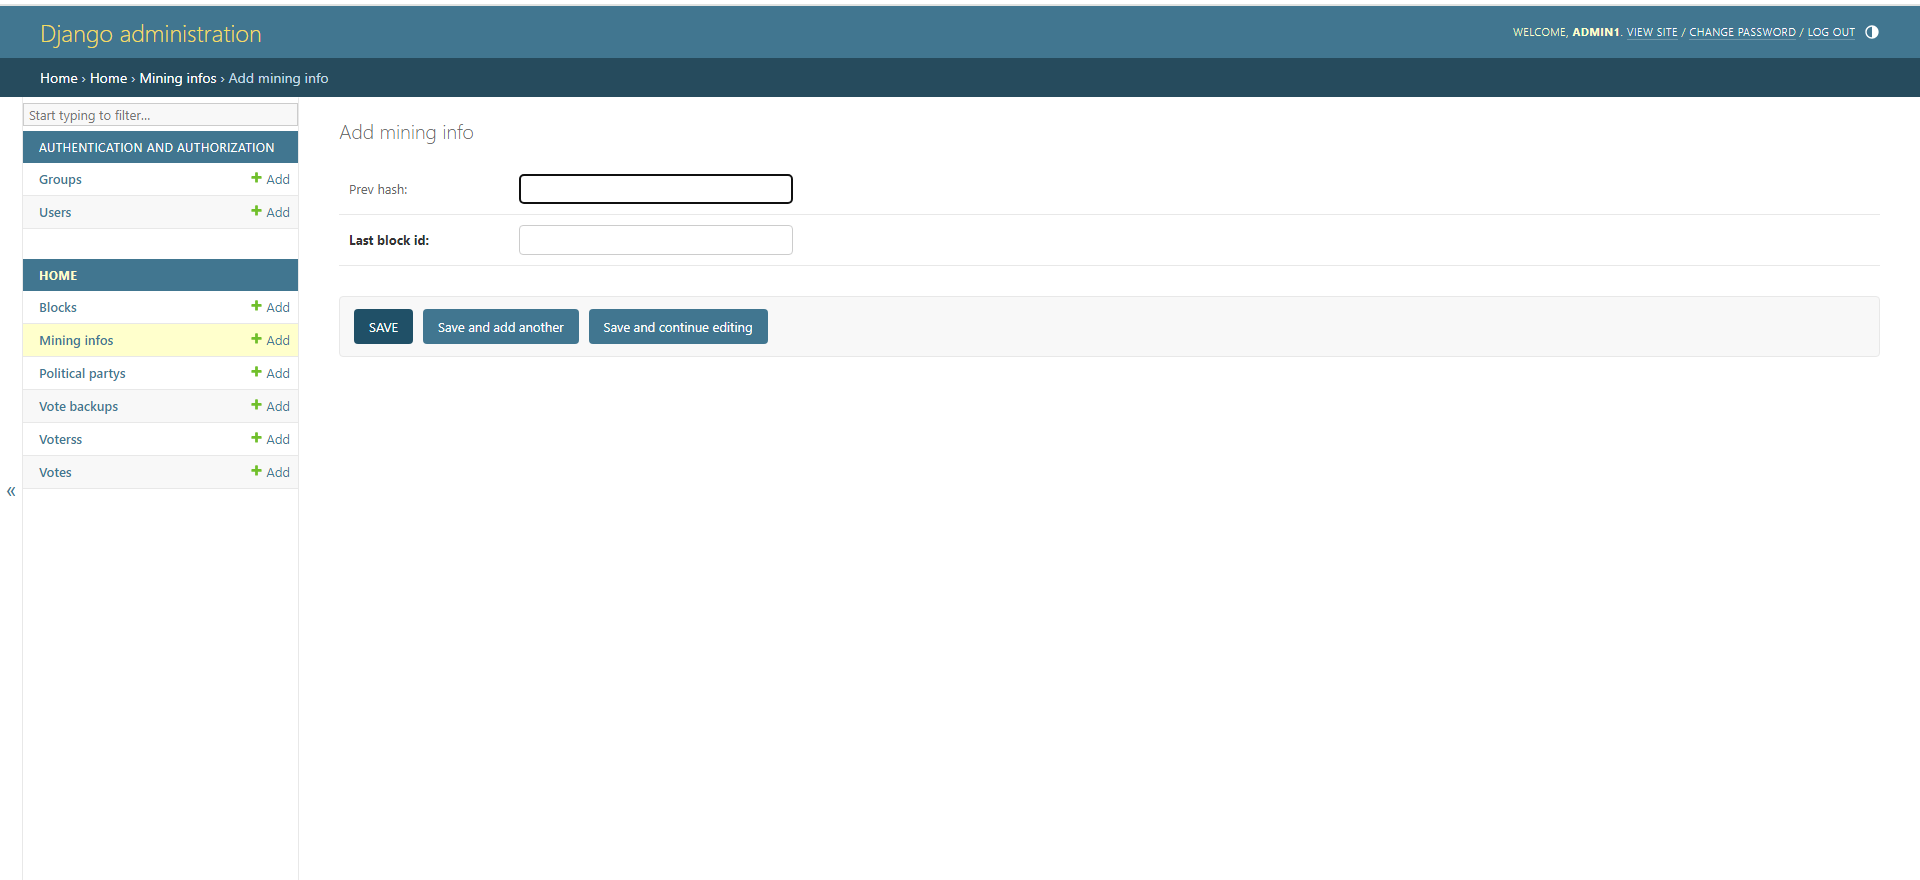 Django administration
WELCOME, ADMIN1. VIEW SITE / CHANGE PASSWORD / LOG OUT
Home › Home › Mining infos › Add mining info
Start typing to filter...
AUTHENTICATION AND AUTHORIZATION
Groups + Add
Users + Add
HOME
Blocks + Add
Mining infos + Add
Political partys + Add
Vote backups + Add
Voterss + Add
Votes + Add
«
Add mining info
Prev hash:
Last block id:
SAVE Save and add another Save and continue editing